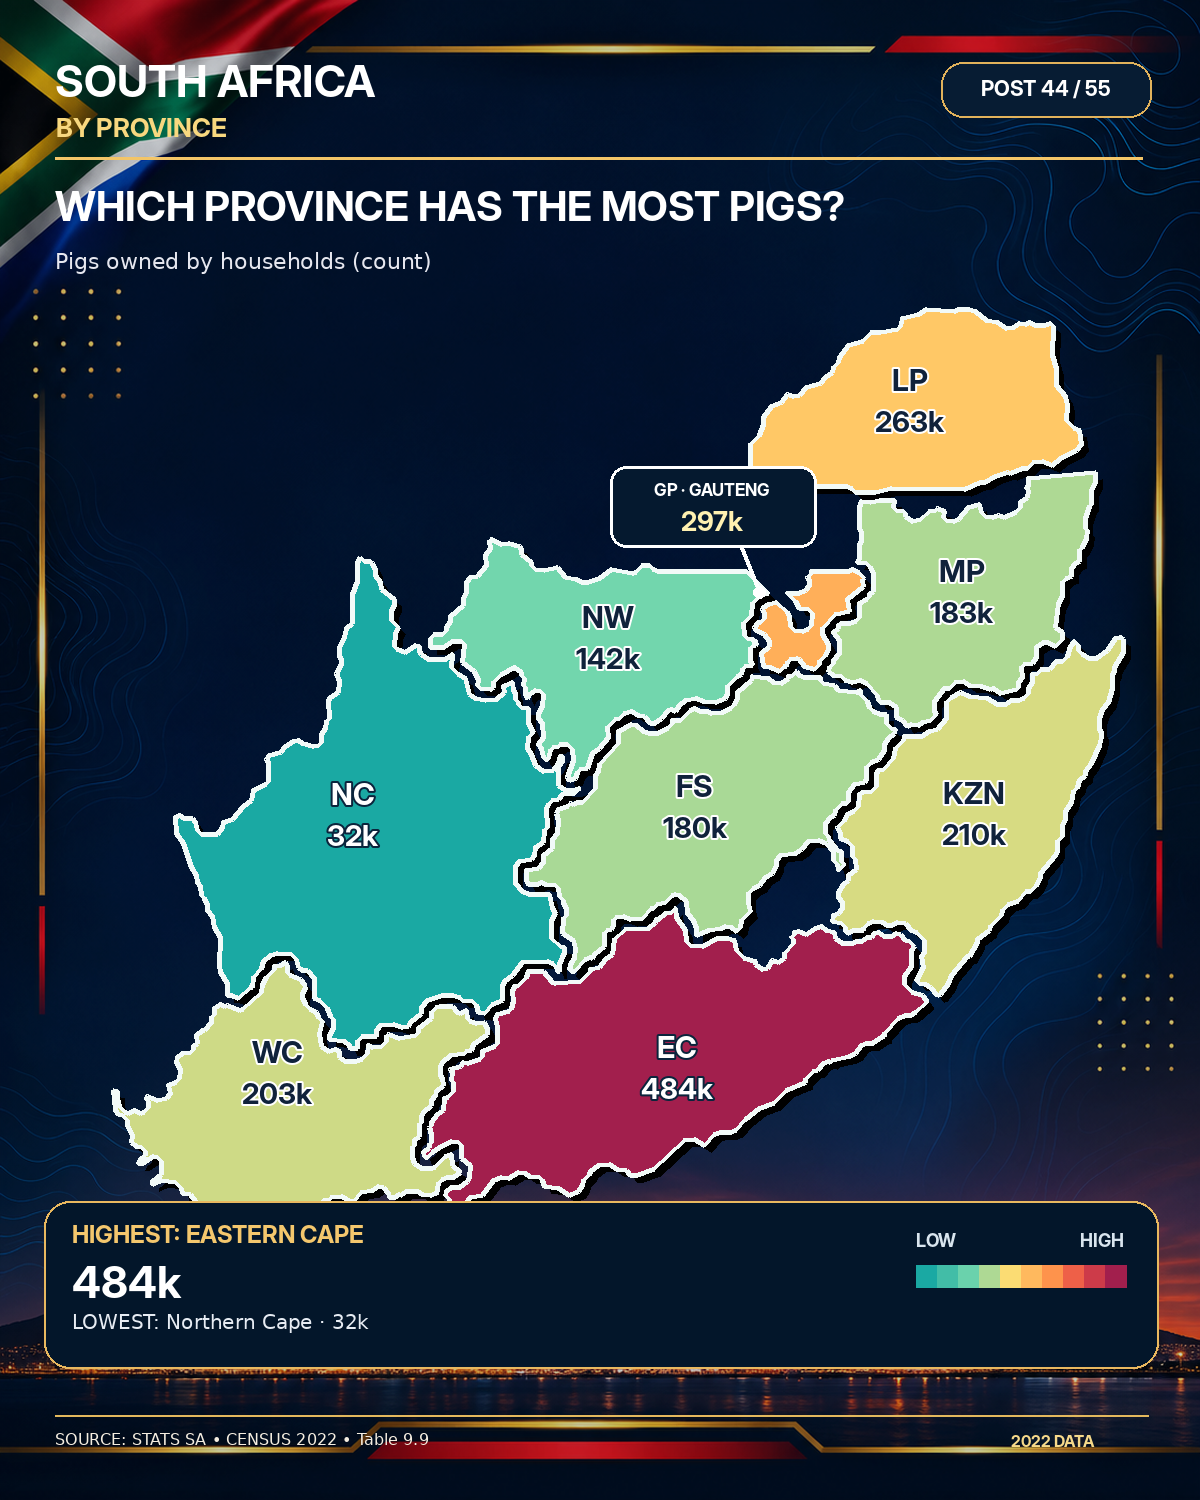 SOUTH AFRICA
BY PROVINCE
POST 44 / 55
WHICH PROVINCE HAS THE MOST PIGS?
Pigs owned by households (count)
LP
263k
GP · GAUTENG
297k
MP
183k
NW
142k
NC
32k
FS
180k
KZN
210k
WC
203k
EC
484k
HIGHEST: EASTERN CAPE
484k
LOWEST: Northern Cape · 32k
LOW HIGH
SOURCE: STATS SA • CENSUS 2022 • Table 9.9
2022 DATA